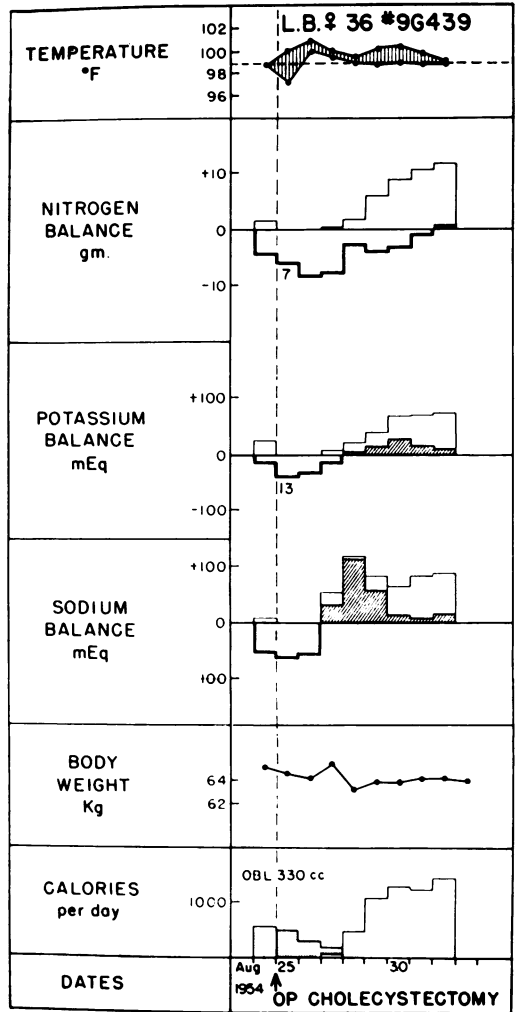 L.B.♀ 36 #9G439
TEMPERATURE
°F
102
100
98
96
NITROGEN
BALANCE
gm.
+10
0
-10
7
POTASSIUM
BALANCE
mEq
+100
0
-100
13
SODIUM
BALANCE
mEq
+100
0
+00
BODY
WEIGHT
Kg
64
62
CALORIES
per day
1000
OBL 330 cc
DATES
Aug
1954
25
30
OP CHOLECYSTECTOMY